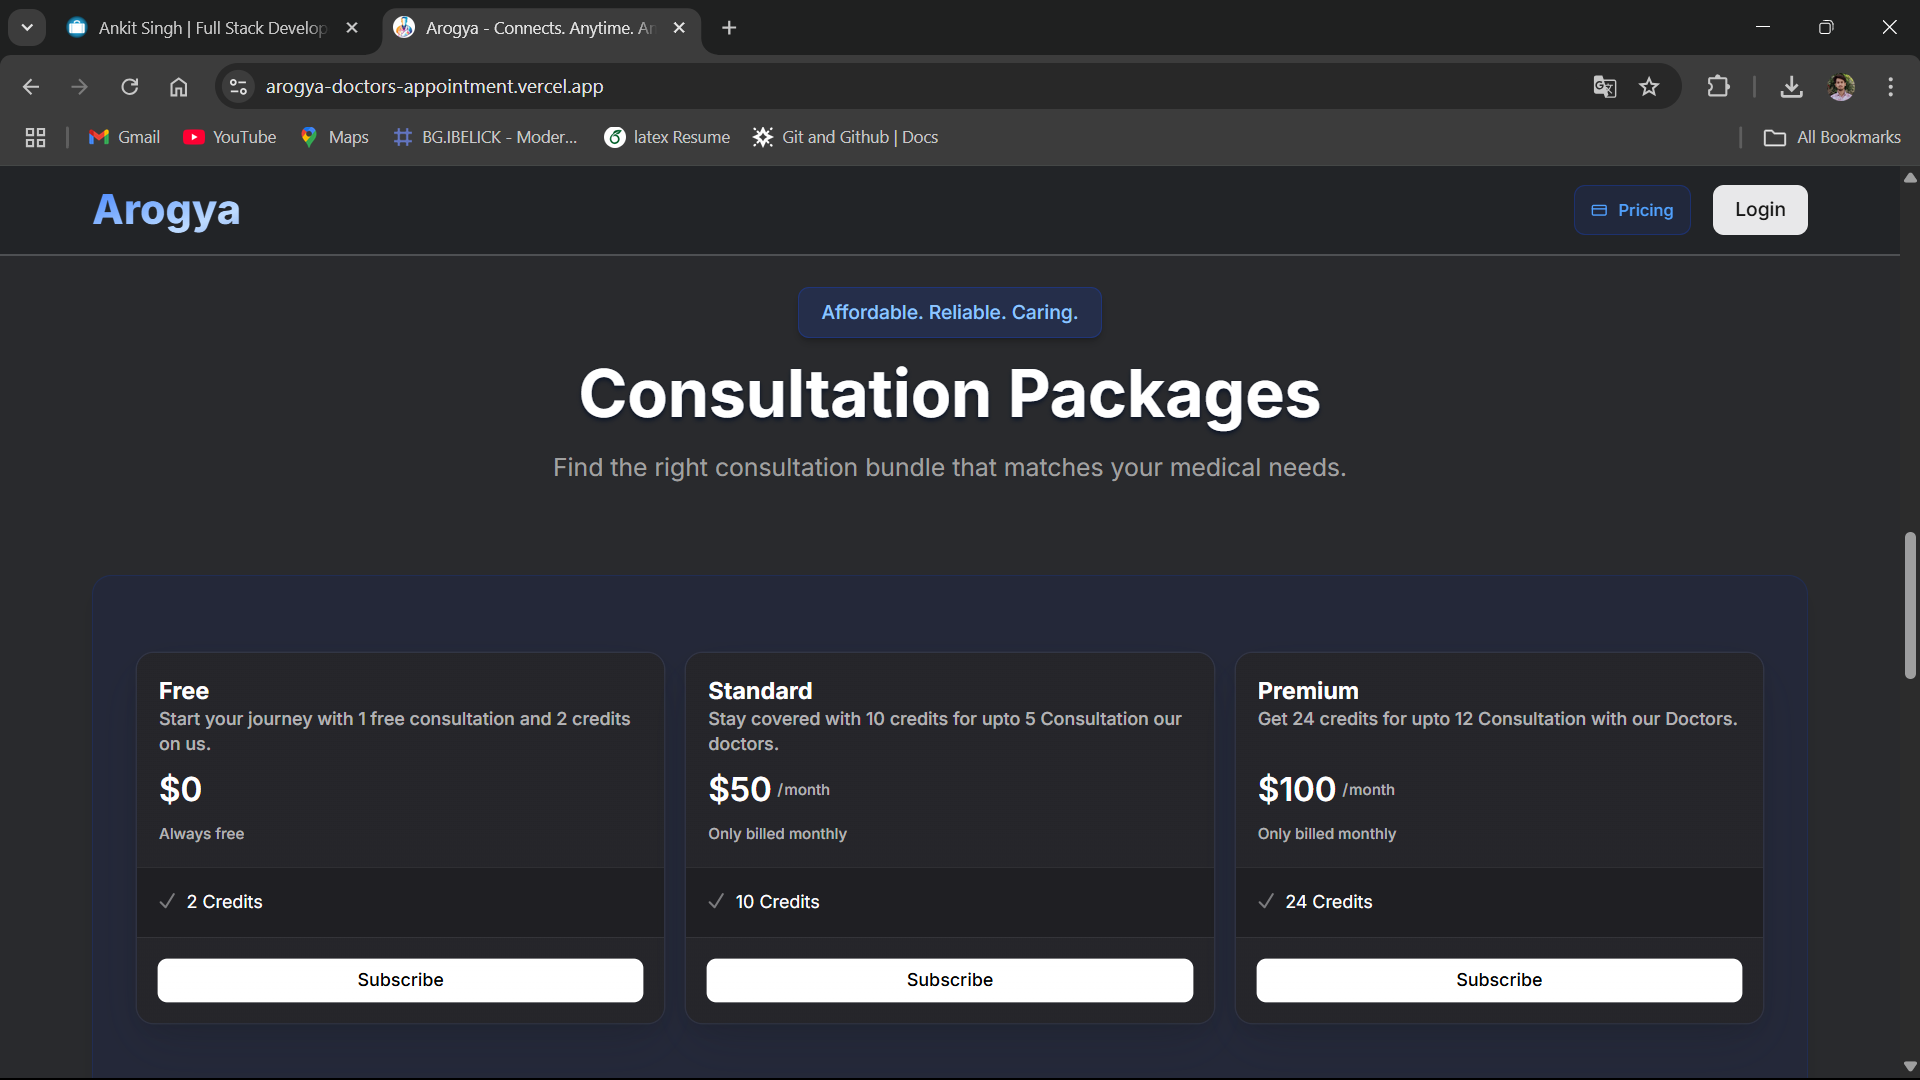 Ankit Singh | Full Stack Develop
Arogya - Connects. Anytime. An
arogya-doctors-appointment.vercel.app
Gmail
YouTube
Maps
BG.IBELICK - Moder...
latex Resume
Git and Github | Docs
All Bookmarks
Arogya
Pricing
Login
Affordable. Reliable. Caring.
Consultation Packages
Find the right consultation bundle that matches your medical needs.
Free
Start your journey with 1 free consultation and 2 credits
on us.
$0
Always free
2 Credits
Subscribe
Standard
Stay covered with 10 credits for upto 5 Consultation our
doctors.
$50 /month
Only billed monthly
10 Credits
Subscribe
Premium
Get 24 credits for upto 12 Consultation with our Doctors.
$100 /month
Only billed monthly
24 Credits
Subscribe